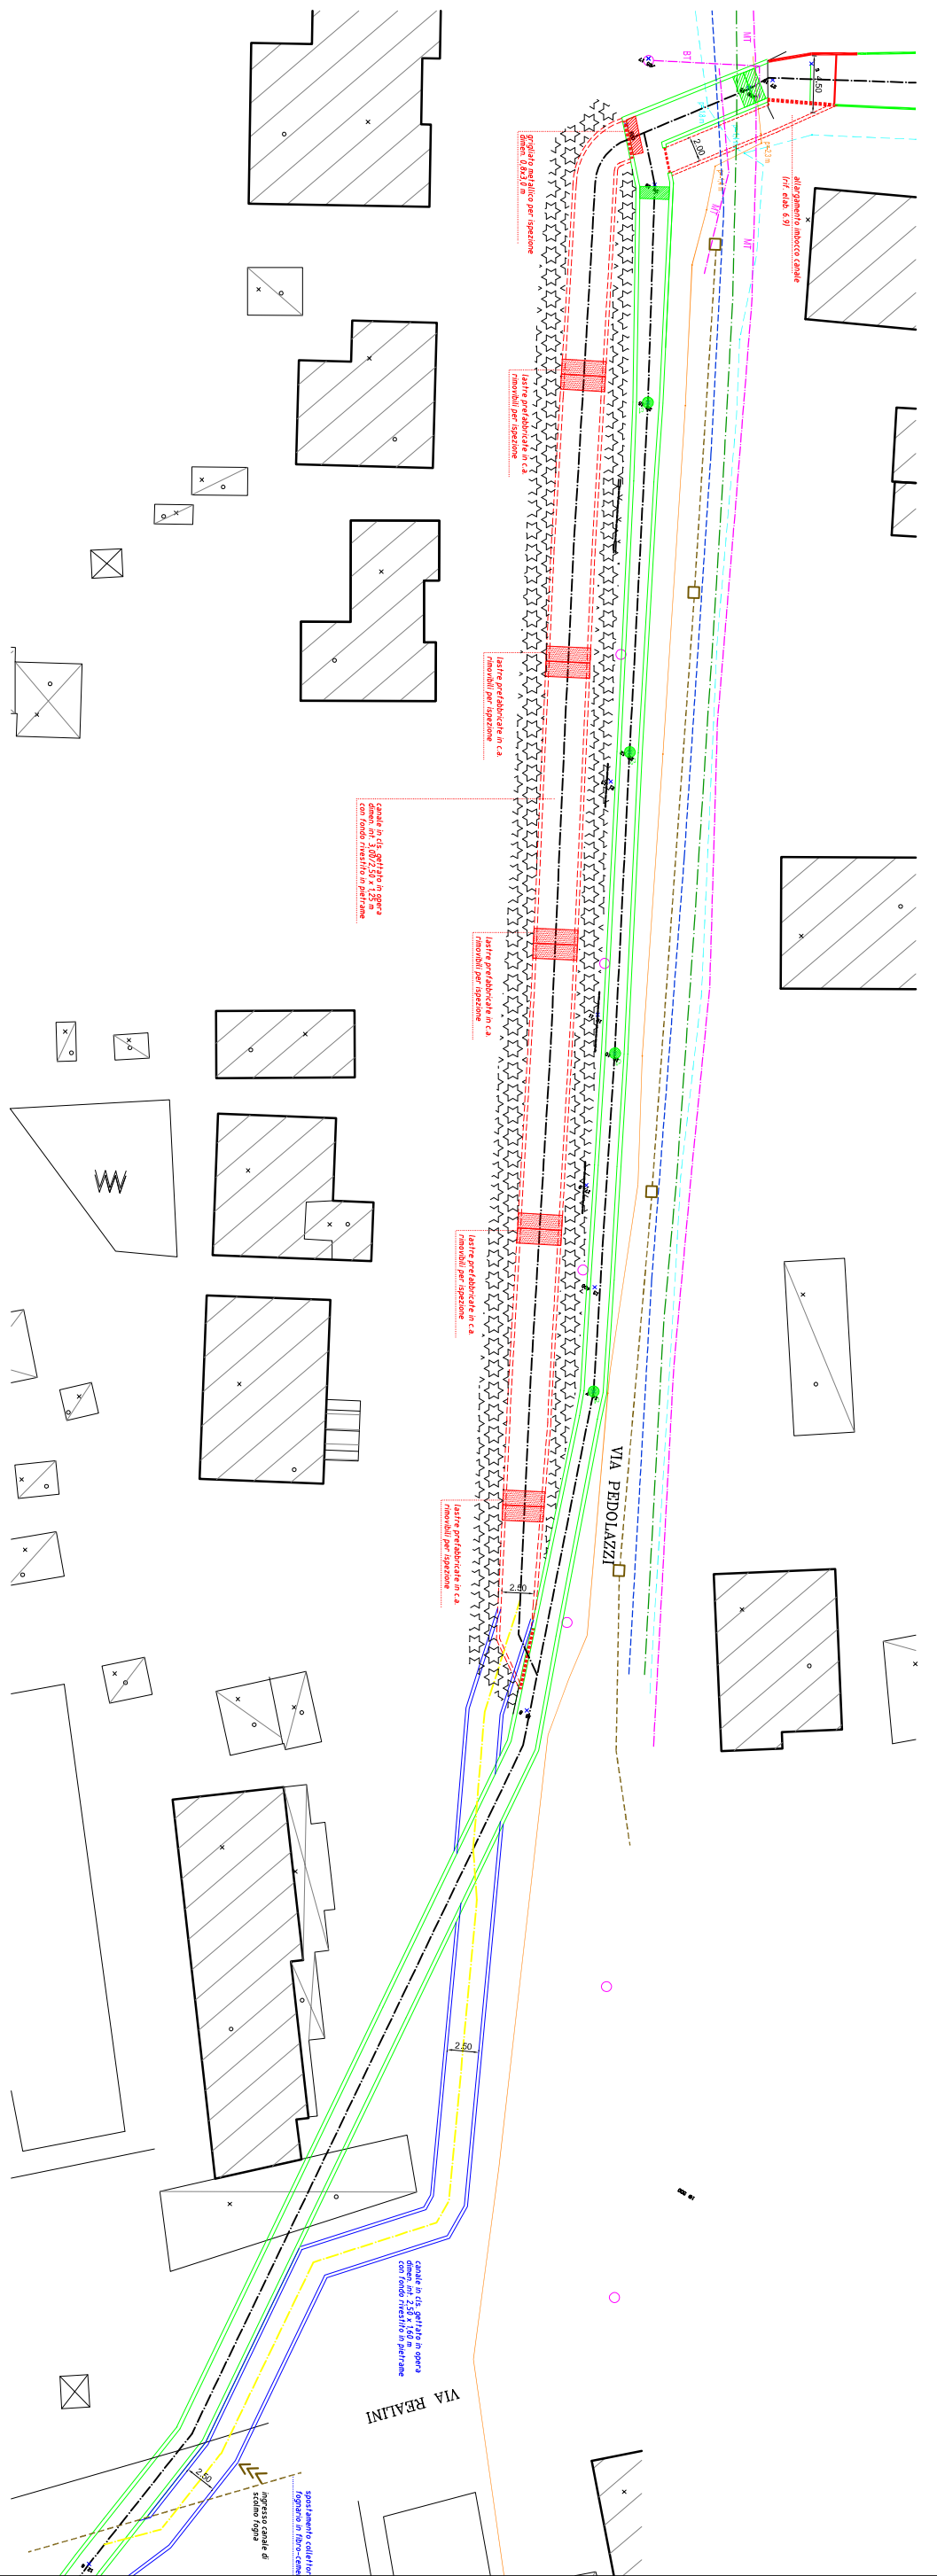 MT
BT
4.50
2.00
allargamento imbocco canale
(rif. elab. 6.9)
grigliato metallico per ispezione
dimen. 0,8x3,0 m
MT
MT
lastre prefabbricate in c.a.
rimovibili per ispezione
lastre prefabbricate in c.a.
rimovibili per ispezione
canale in cls. gettato in opera
dimen. int. 3,00/2,50 x 1,25 m
con fondo rivestito in pietrame
lastre prefabbricate in c.a.
rimovibili per ispezione
lastre prefabbricate in c.a.
rimovibili per ispezione
VIA PEDOLAZZI
lastre prefabbricate in c.a.
rimovibili per ispezione
2.50
2.50
canale in cls. gettato in opera
dimen. int. 2,50 x 1,60 m
con fondo rivestito in pietrame
VIA REALINI
2.50
ingresso canale di
scolmo fogna
spostamento collettor
fognario in fibro-ceme